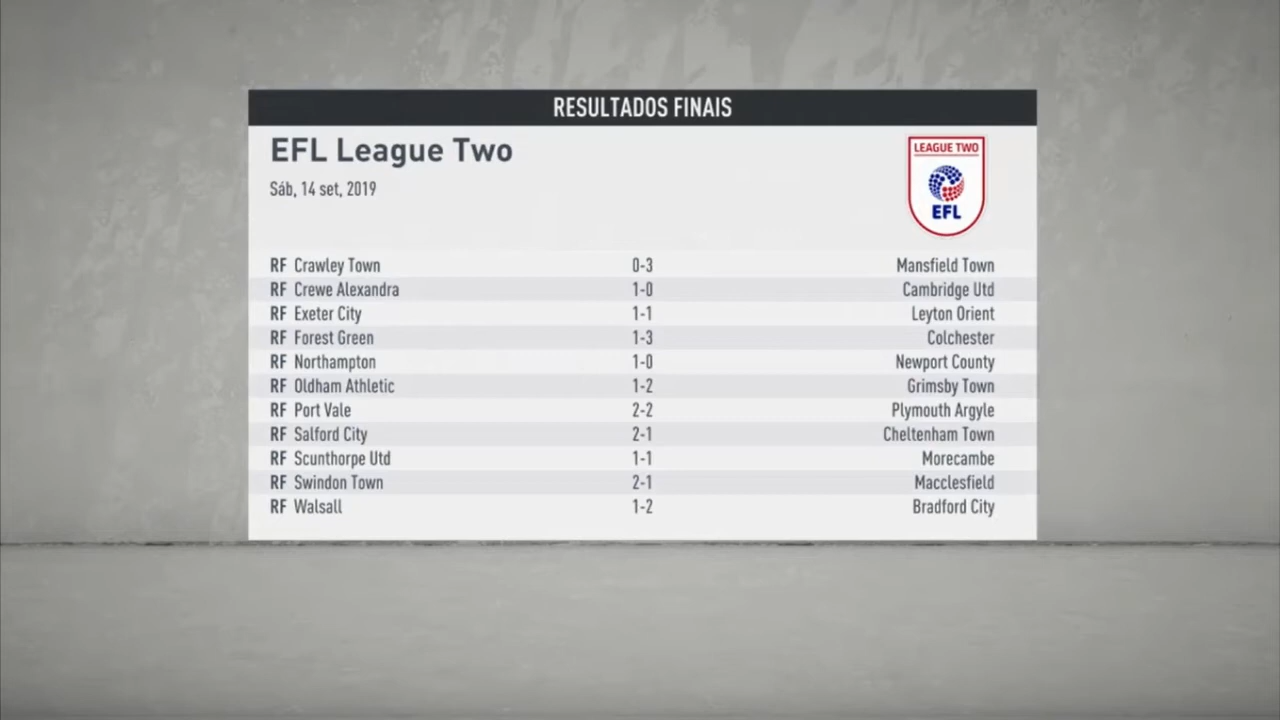 RESULTADOS FINAIS
EFL League Two
LEAGUE TWO
EFL
Sáb, 14 set, 2019
RF Crawley Town 0-3 Mansfield Town
RF Crewe Alexandra 1-0 Cambridge Utd
RF Exeter City 1-1 Leyton Orient
RF Forest Green 1-3 Colchester
RF Northampton 1-0 Newport County
RF Oldham Athletic 1-2 Grimsby Town
RF Port Vale 2-2 Plymouth Argyle
RF Salford City 2-1 Cheltenham Town
RF Scunthorpe Utd 1-1 Morecambe
RF Swindon Town 2-1 Macclesfield
RF Walsall 1-2 Bradford City